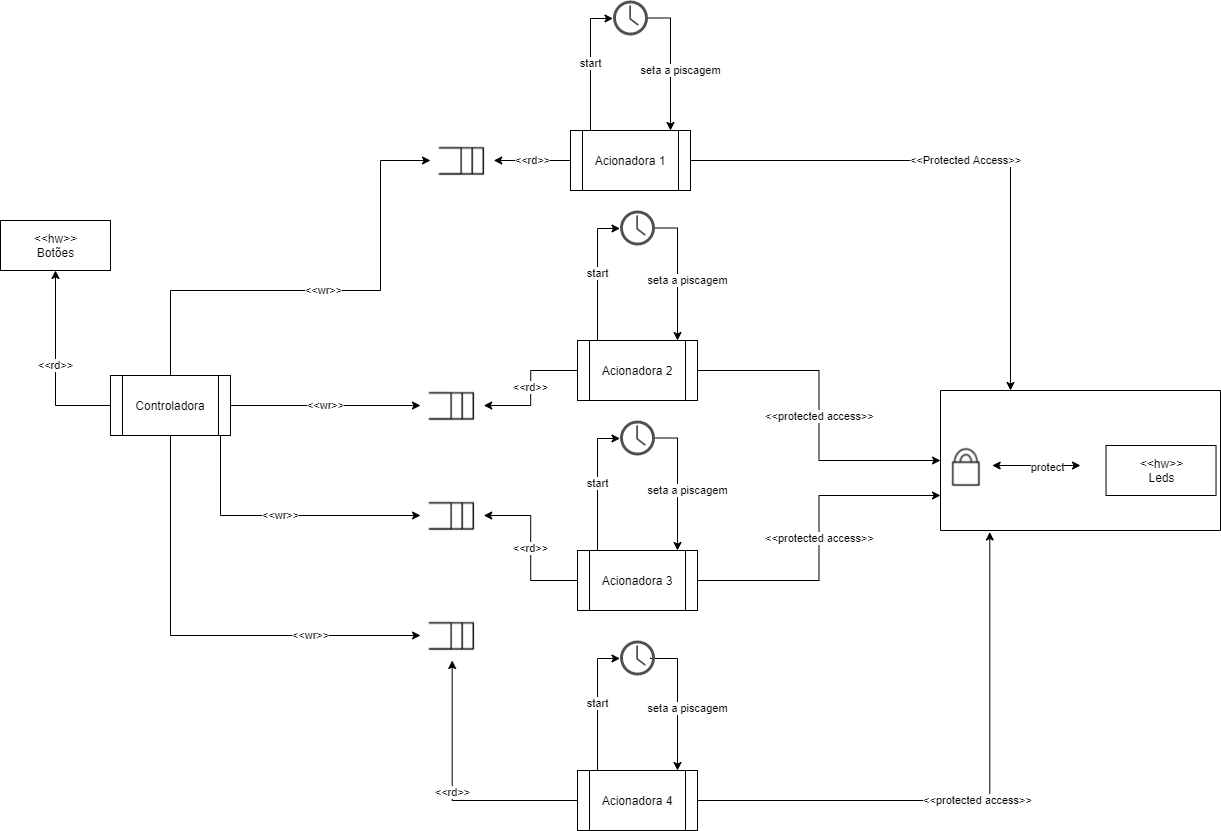 start
seta a piscagem
<<rd>>
Acionadora 1
<<Protected Access>>
<<hw>>
Botões
<<wr>>
start
seta a piscagem
<<rd>>
Controladora
<<wr>>
<<rd>>
Acionadora 2
<<protected access>>
start
seta a piscagem
protect
<<hw>>
Leds
<<wr>>
<<rd>>
<<protected access>>
Acionadora 3
<<wr>>
start
seta a piscagem
<<rd>>
Acionadora 4
<<protected access>>